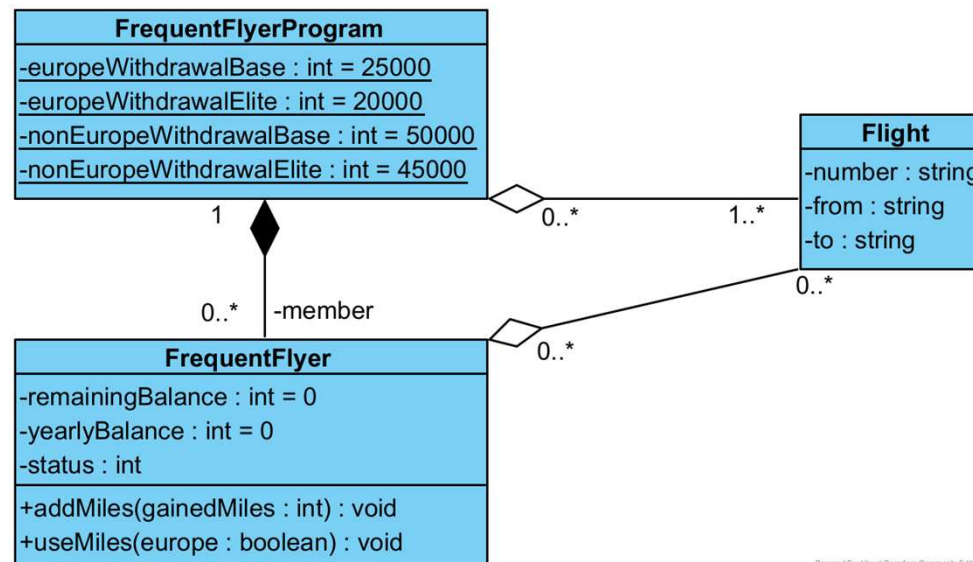 FrequentFlyerProgram
-europeWithdrawalBase : int = 25000
-europeWithdrawalElite : int = 20000
-nonEuropeWithdrawalBase : int = 50000
-nonEuropeWithdrawalElite : int = 45000
Flight
-number : string
-from : string
-to : string
1
0..*
1..*
0..*
0..*
-member
0..*
FrequentFlyer
-remainingBalance : int = 0
-yearlyBalance : int = 0
-status : int
+addMiles(gainedMiles : int) : void
+useMiles(europe : boolean) : void